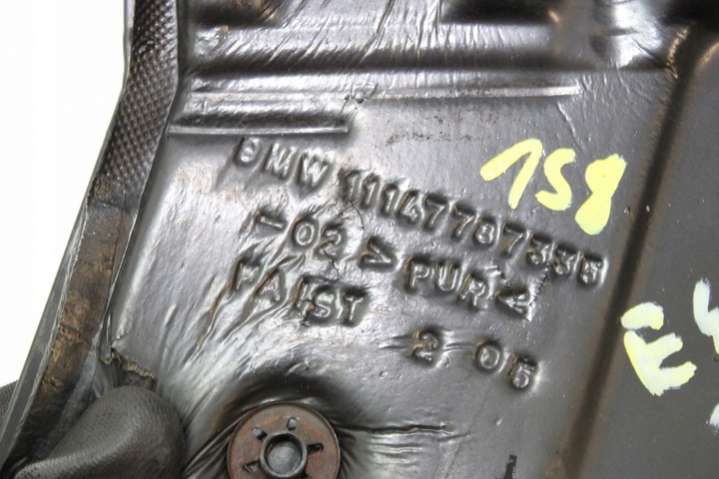 BMW 11147787335
158
-02 >PUR<
FAIST
2 05